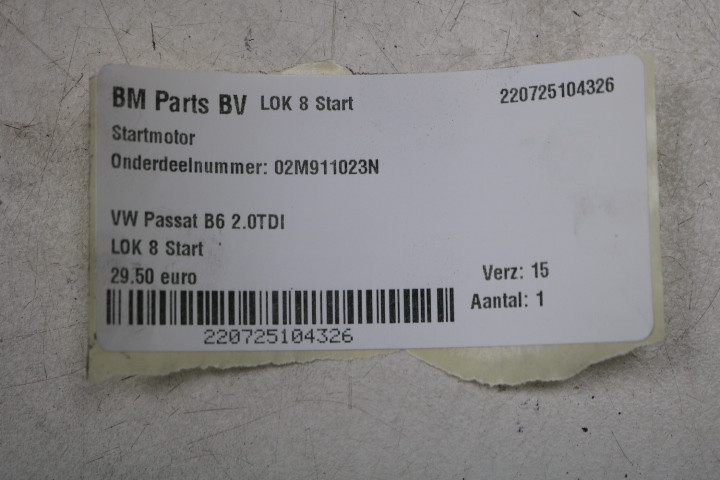 BM Parts BV LOK 8 Start 220725104326
Startmotor
Onderdeelnummer: 02M911023N
VW Passat B6 2.0TDI
LOK 8 Start
29.50 euro Verz: 15
Aantal: 1
220725104326